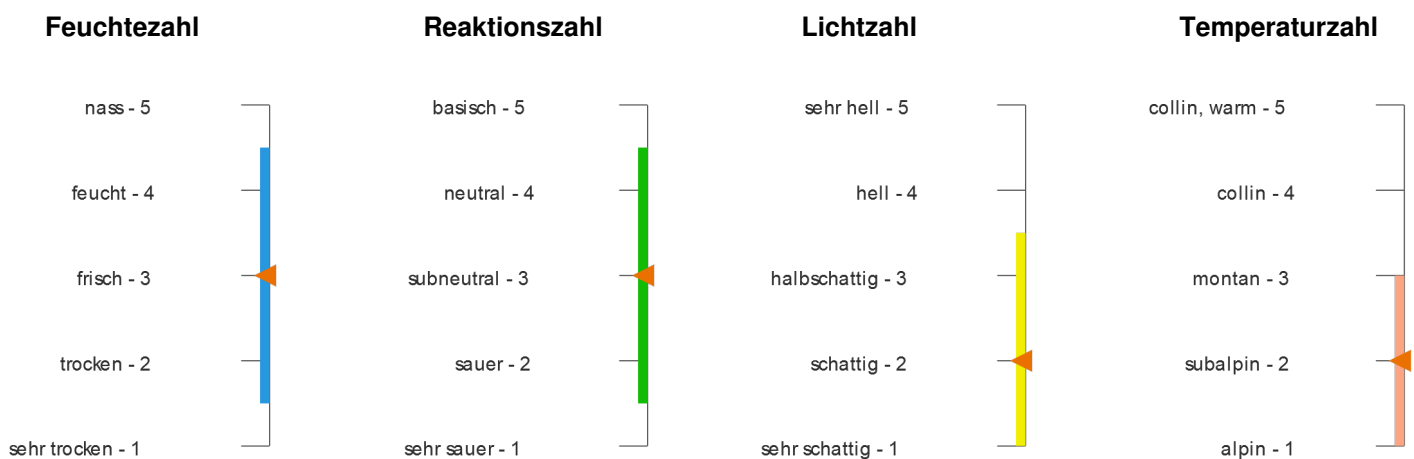 Feuchtezahl
nass - 5
feucht - 4
frisch - 3
trocken - 2
sehr trocken - 1
Reaktionszahl
basisch - 5
neutral - 4
subneutral - 3
sauer - 2
sehr sauer - 1
Lichtzahl
sehr hell - 5
hell - 4
halbschattig - 3
schattig - 2
sehr schattig - 1
Temperaturzahl
collin, warm - 5
collin - 4
montan - 3
subalpin - 2
alpin - 1